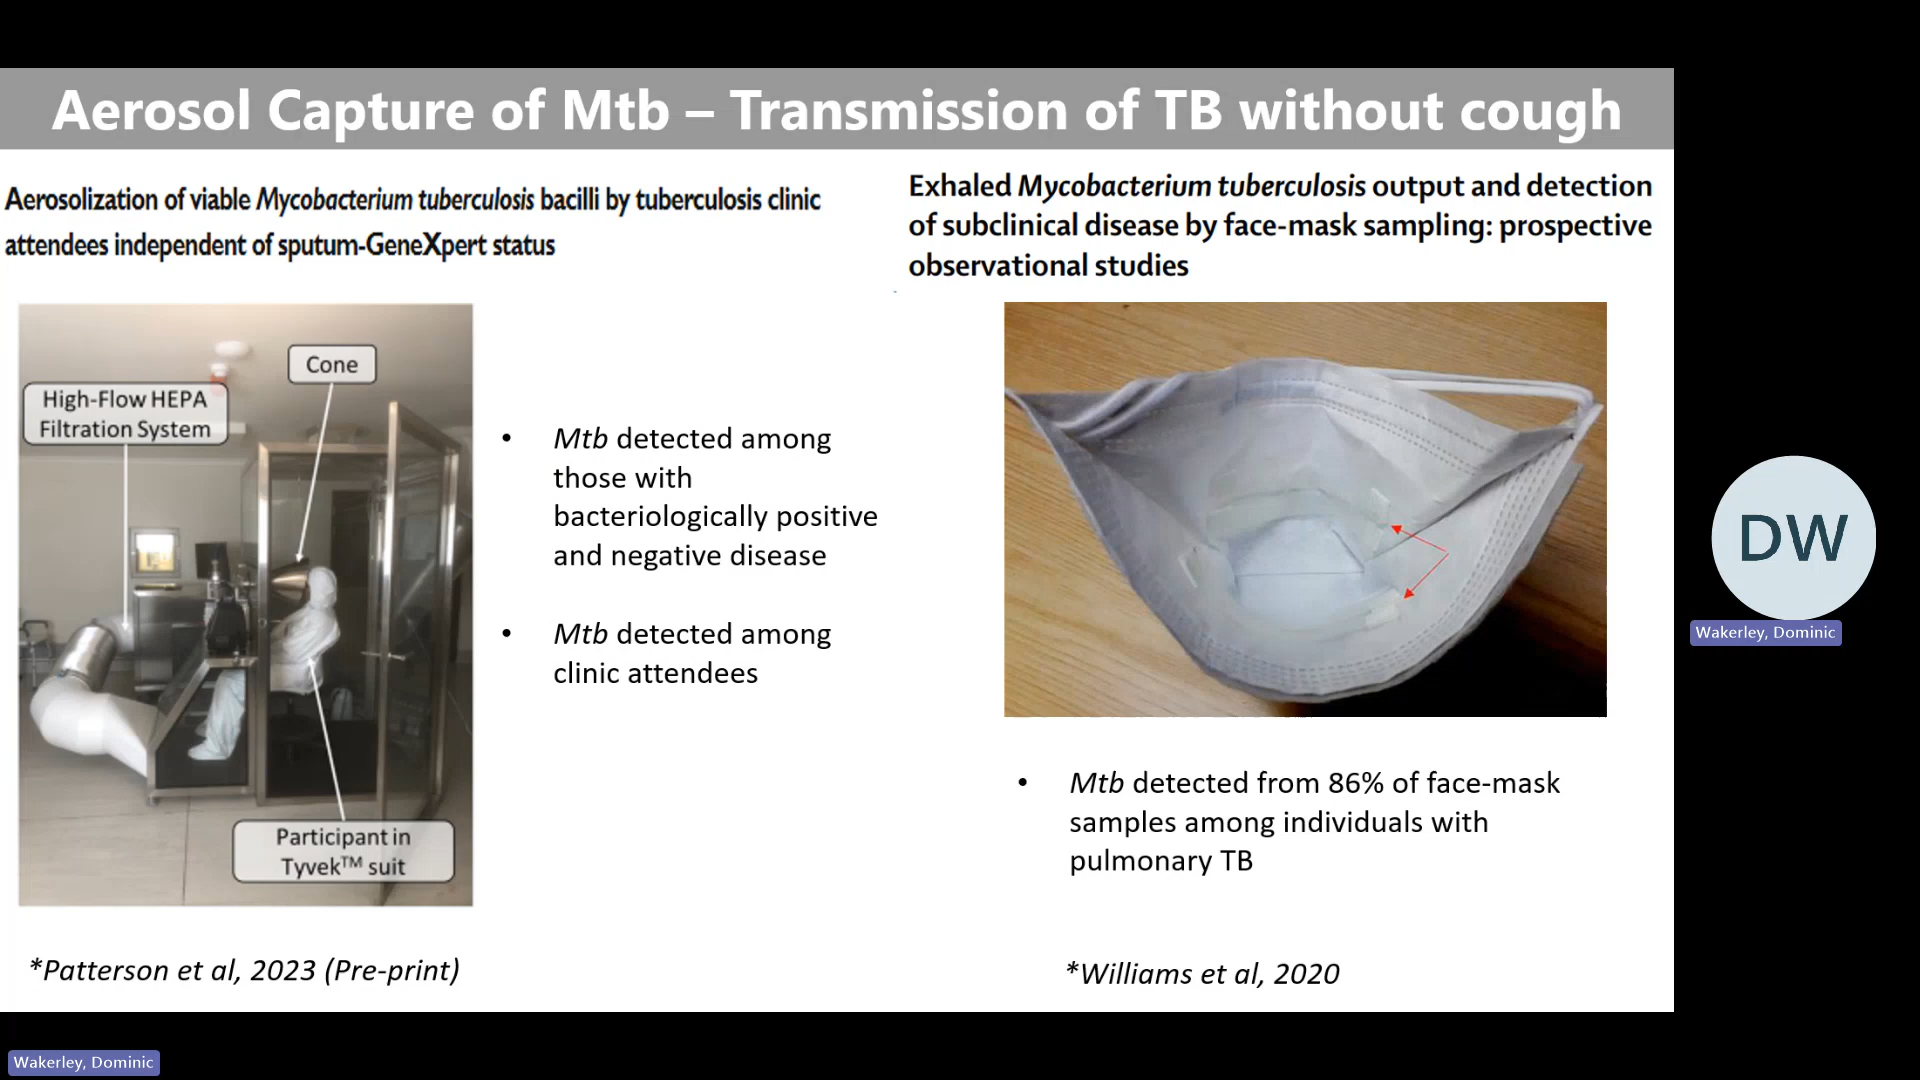 Aerosol Capture of Mtb – Transmission of TB without cough
Aerosolization of viable Mycobacterium tuberculosis bacilli by tuberculosis clinic
attendees independent of sputum-GeneXpert status
Cone
High-Flow HEPA
Filtration System
Participant in
Tyvek™ suit
• Mtb detected among
those with
bacteriologically positive
and negative disease
• Mtb detected among
clinic attendees
*Patterson et al, 2023 (Pre-print)
Exhaled Mycobacterium tuberculosis output and detection
of subclinical disease by face-mask sampling: prospective
observational studies
• Mtb detected from 86% of face-mask
samples among individuals with
pulmonary TB
*Williams et al, 2020
DW
Wakerley, Dominic
Wakerley, Dominic